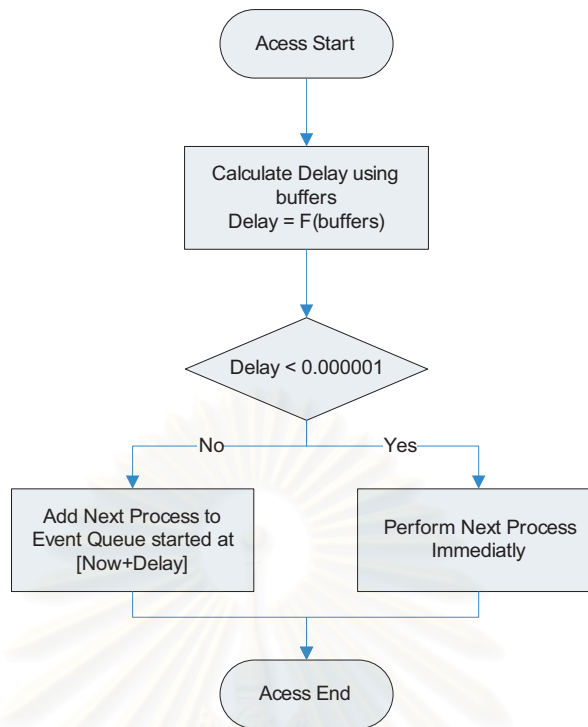 Acess Start
Calculate Delay using
buffers
Delay = F(buffers)
Delay < 0.000001
No
Yes
Add Next Process to
Event Queue started at
[Now+Delay]
Perform Next Process
Immediatly
Acess End